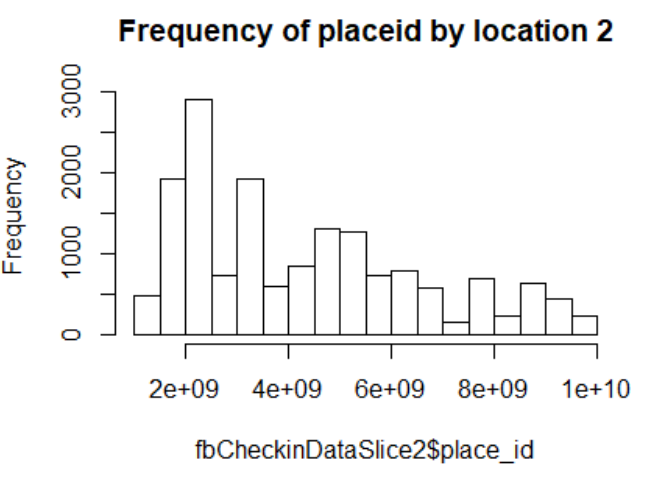 Frequency of placeid by location 2
3000
2000
1000
0
Frequency
2e+09 4e+09 6e+09 8e+09 1e+10
fbCheckinDataSlice2$place_id